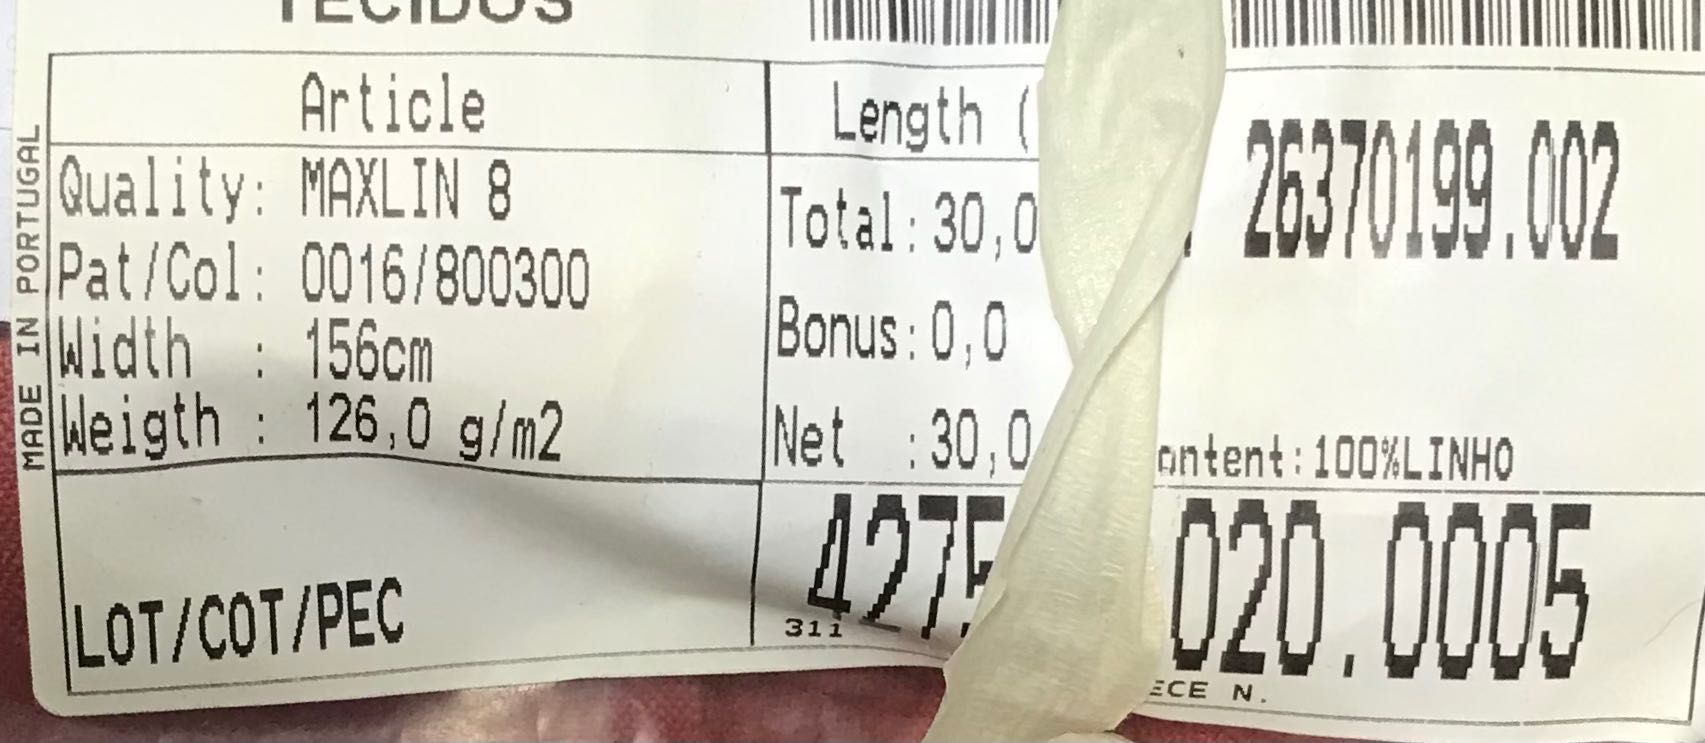 TECIDOS
MADE IN PORTUGAL
Article
Quality: MAXLIN 8
Pat/Col: 0016/800300
Width : 156cm
Weigth : 126,0 g/m2
LOT/COT/PEC
Length (
Total: 30,0
Bonus: 0,0
Net : 30,0
26370199.002
ontent: 100%LINHO
020.0005
311
ECE N.